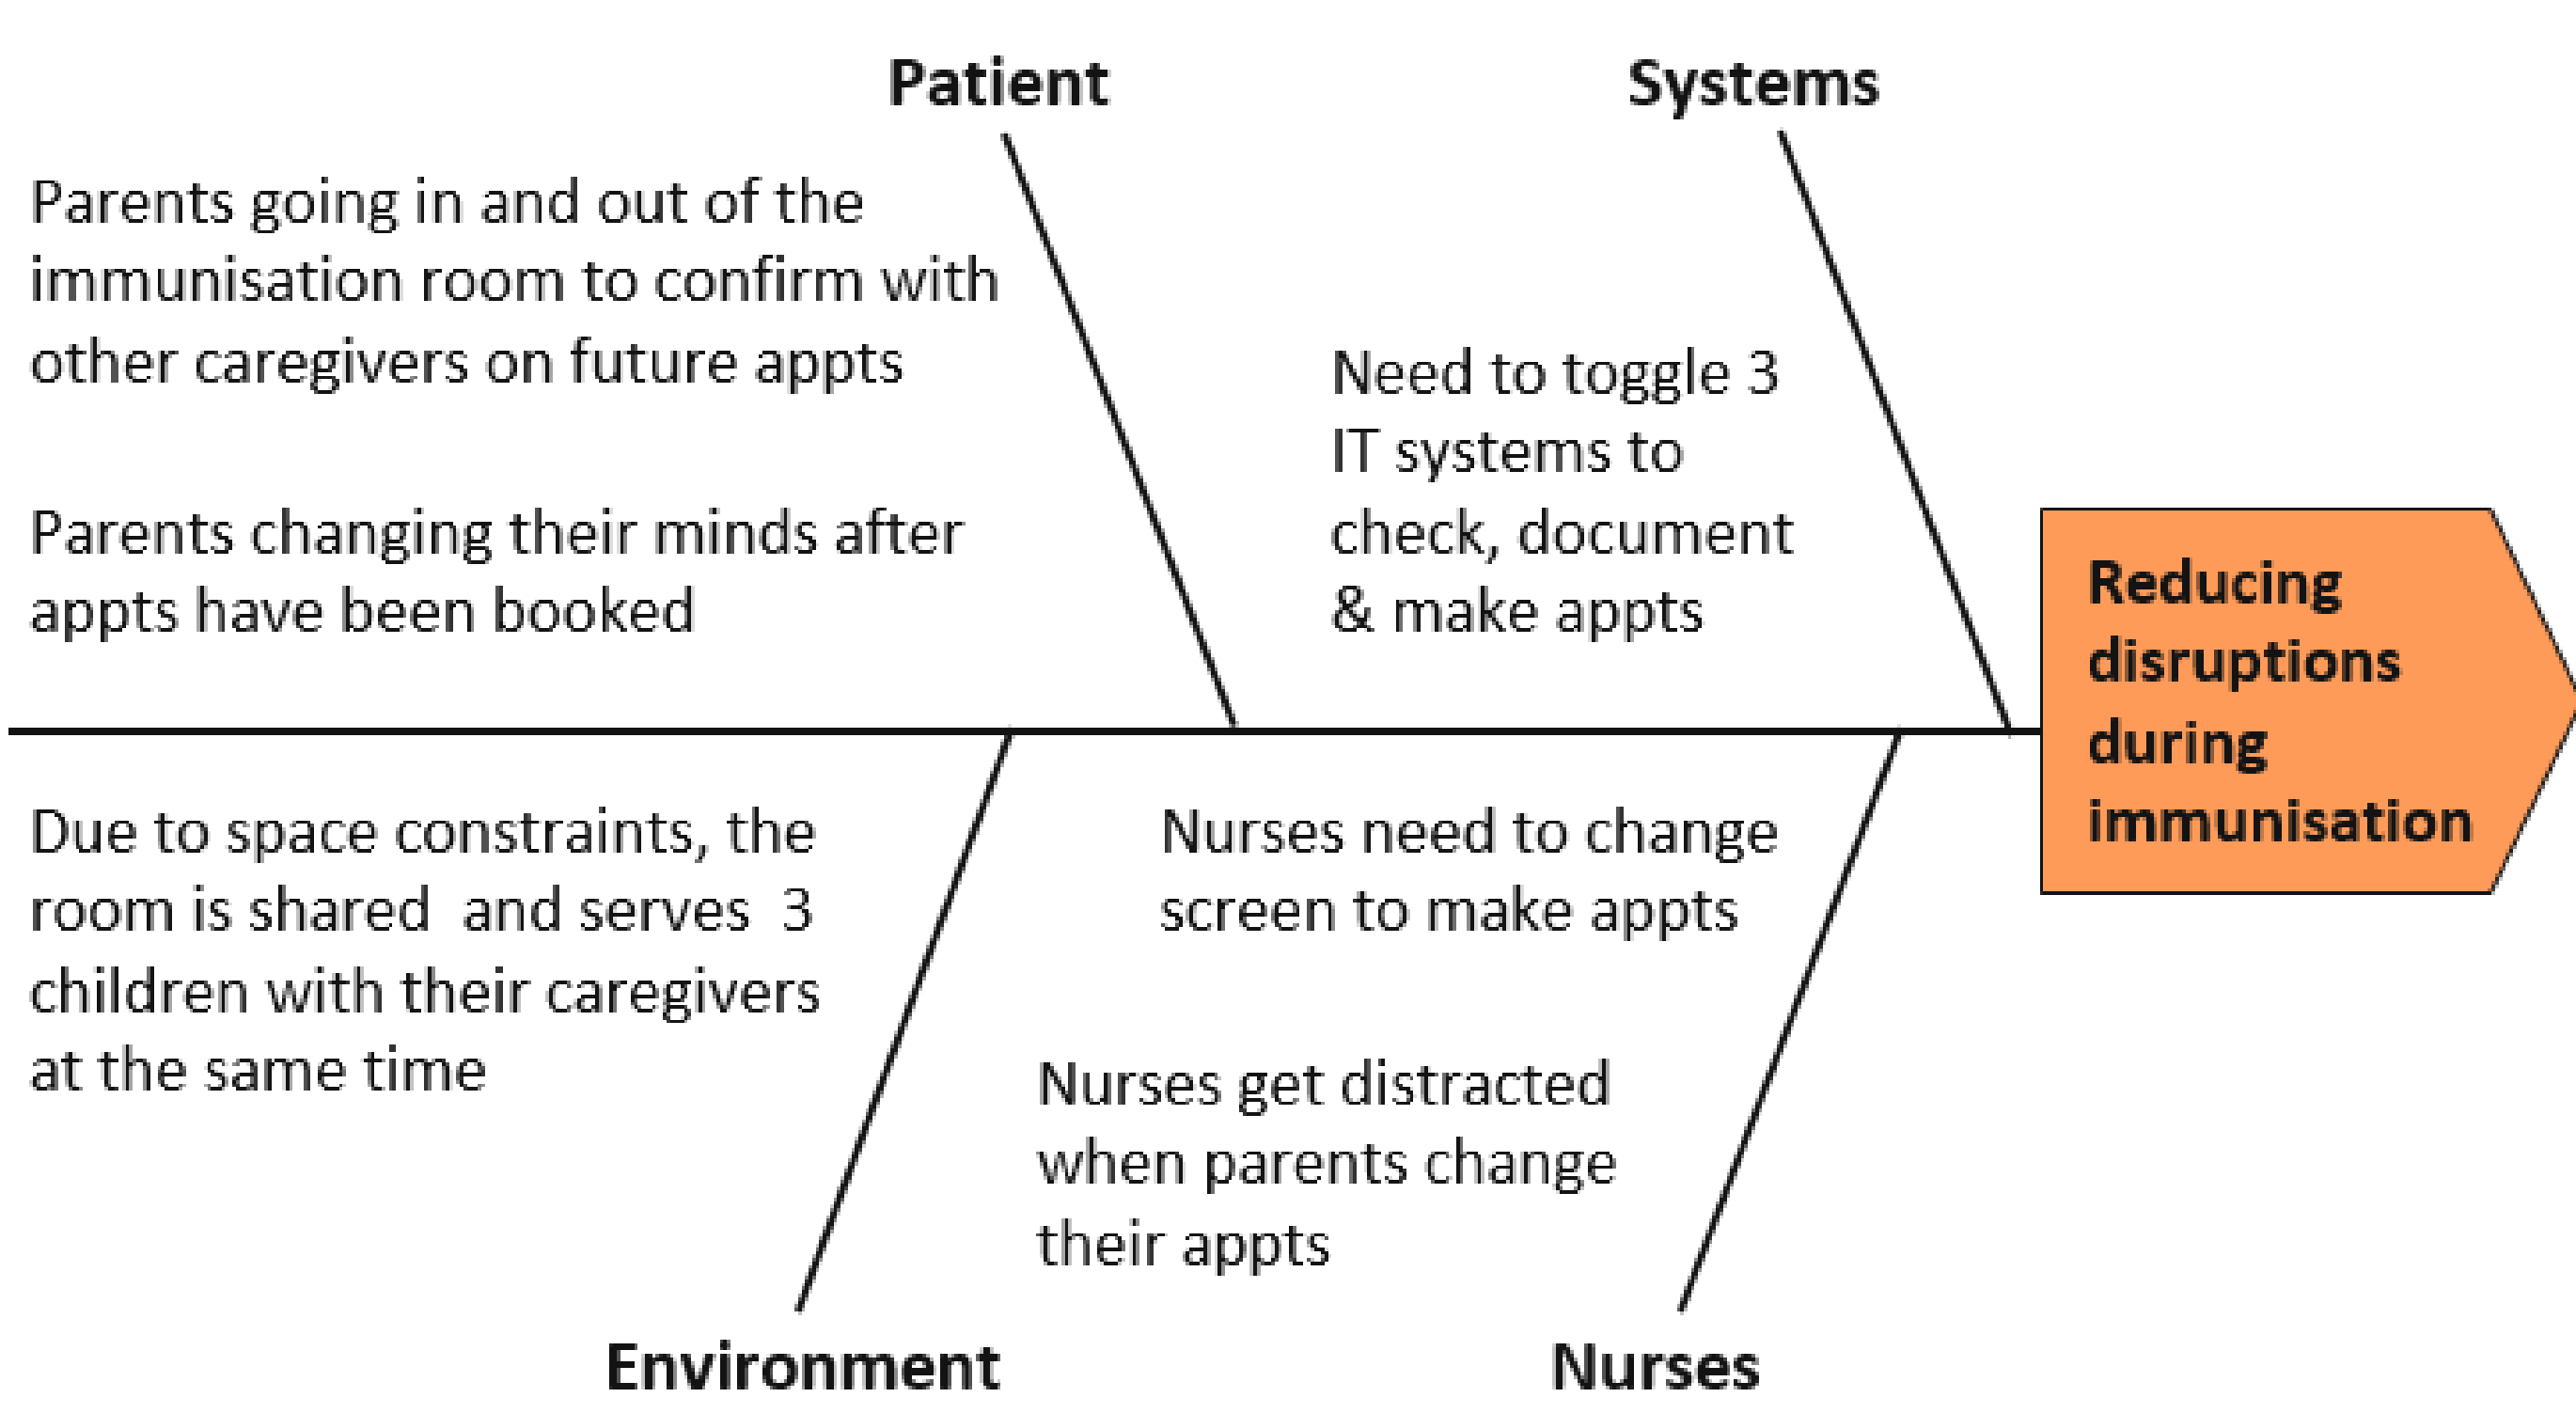 Patient
Parents going in and out of the
immunisation room to confirm with
other caregivers on future appts
Parents changing their minds after
appts have been booked
Systems
Need to toggle 3
IT systems to
check, document
& make appts
Reducing
disruptions
during
immunisation
Due to space constraints, the
room is shared  and serves  3
children with their caregivers
at the same time
Environment
Nurses need to change
screen to make appts
Nurses get distracted
when parents change
their appts
Nurses